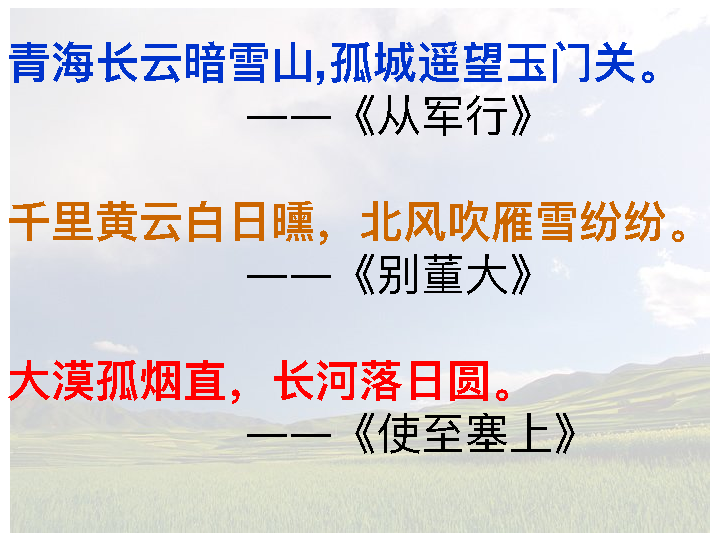 青海长云暗雪山,孤城遥望玉门关。
——《从军行》
千里黄云白日曛，北风吹雁雪纷纷。
——《别董大》
大漠孤烟直，长河落日圆。
——《使至塞上》